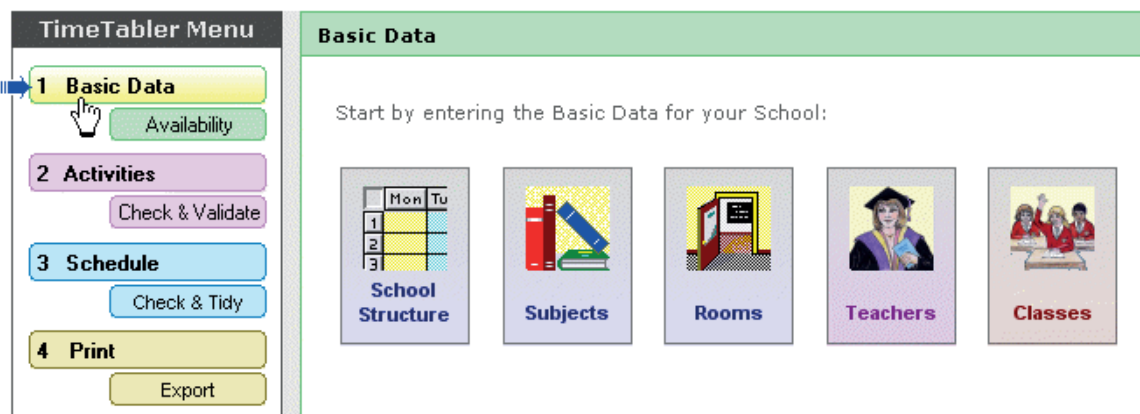 TimeTabler Menu
1 Basic Data
Availability
2 Activities
Check & Validate
3 Schedule
Check & Tidy
4 Print
Export
Basic Data
Start by entering the Basic Data for your School:
Mon Tu
1
2
3
School
Structure
Subjects
Rooms
Teachers
Classes